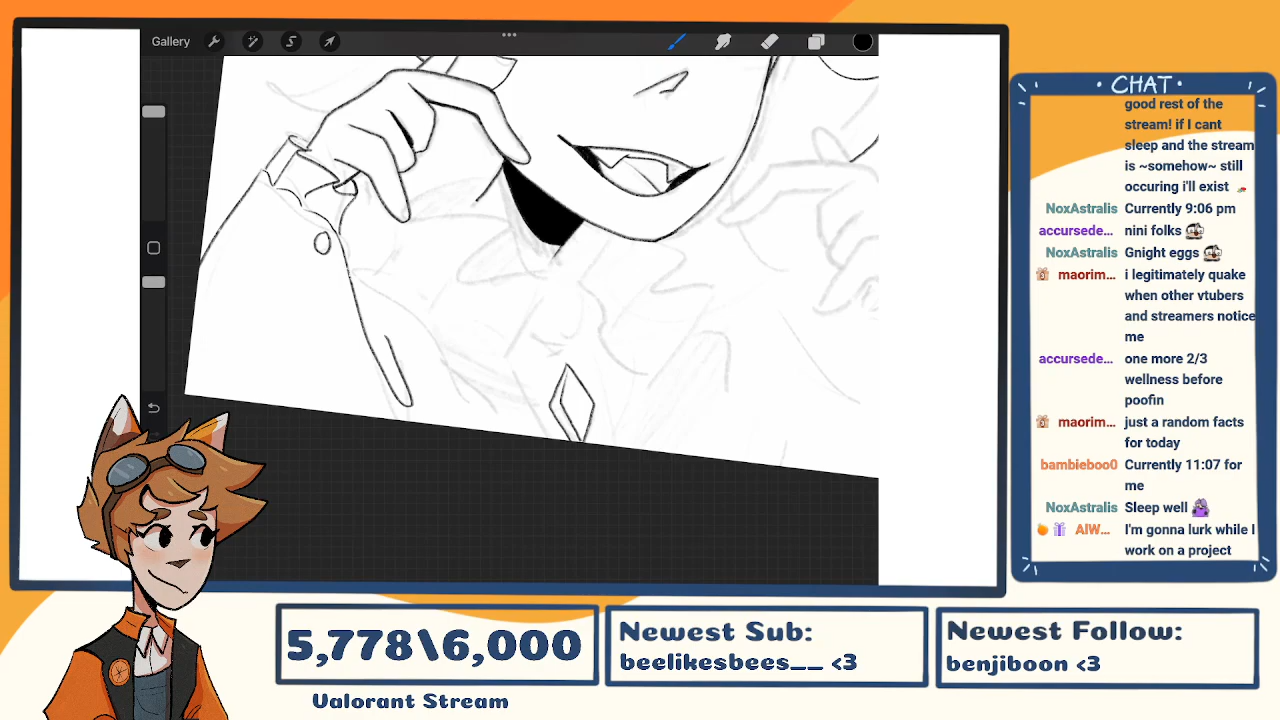 Gallery
• CHAT •
good rest of the
stream! if I cant
sleep and the stream
is ~somehow~ still
occuring i'll exist
NoxAstralis Currently 9:06 pm
accursede... nini folks
NoxAstralis Gnight eggs
maorim... i legitimately quake
when other vtubers
and streamers notice
me
accursede... one more 2/3
wellness before
poofin
maorim... just a random facts
for today
bambieboo0 Currently 11:07 for
me
NoxAstralis Sleep well
AlW... I'm gonna lurk while I
work on a project
5,778\6,000
Valorant Stream
Newest Sub:
beelikesbees__ <3
Newest Follow:
benjiboon <3